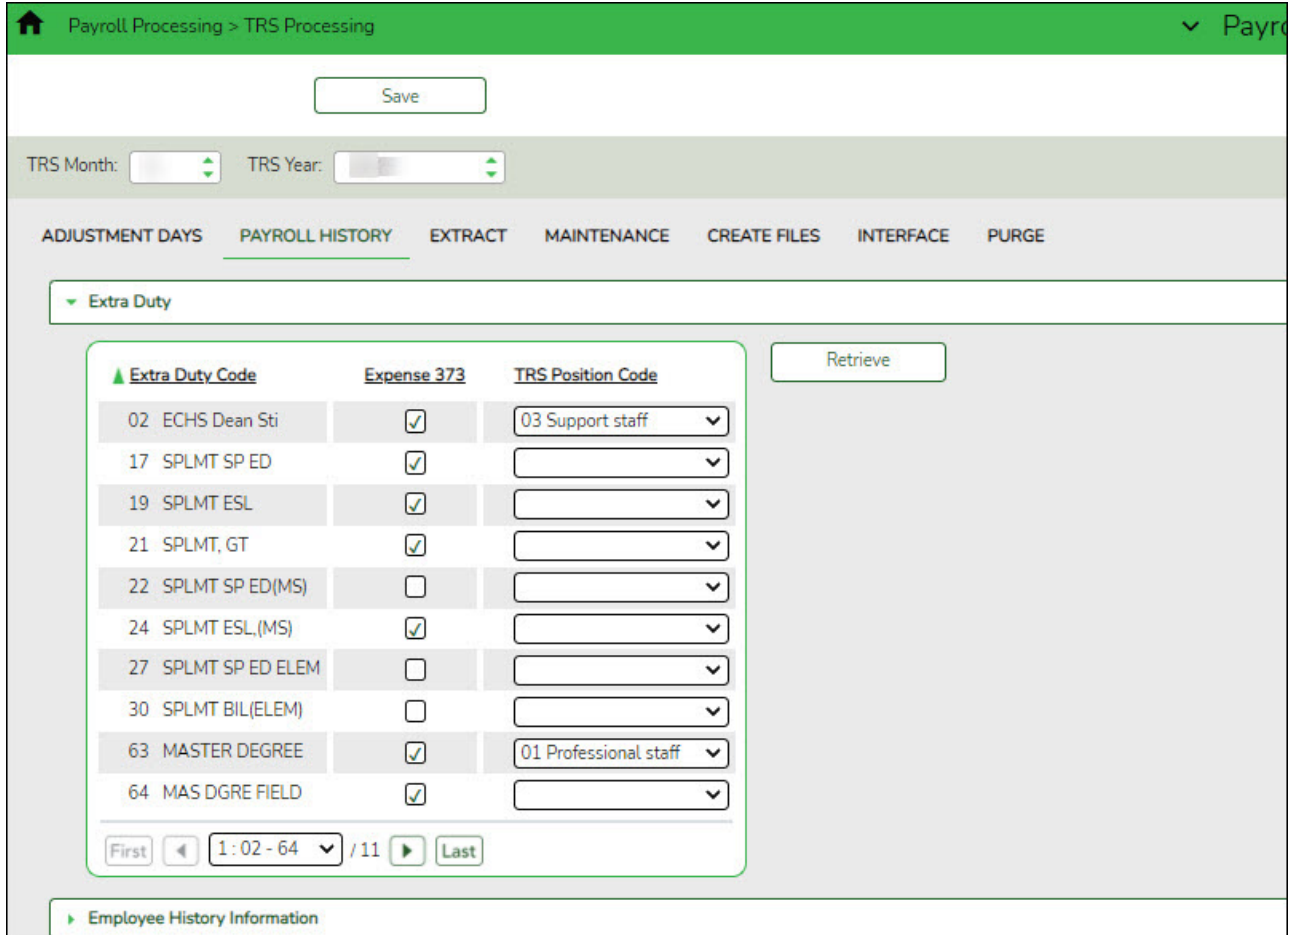 Payroll Processing > TRS Processing
Payro
Save
TRS Month: TRS Year:
ADJUSTMENT DAYS PAYROLL HISTORY EXTRACT MAINTENANCE CREATE FILES INTERFACE PURGE
Extra Duty
Extra Duty Code Expense 373 TRS Position Code
Retrieve
02 ECHS Dean Sti 03 Support staff
17 SPLMT SP ED
19 SPLMT ESL
21 SPLMT, GT
22 SPLMT SP ED(MS)
24 SPLMT ESL,(MS)
27 SPLMT SP ED ELEM
30 SPLMT BIL(ELEM)
63 MASTER DEGREE 01 Professional staff
64 MAS DGRE FIELD
First 1 : 02 - 64 / 11 Last
Employee History Information